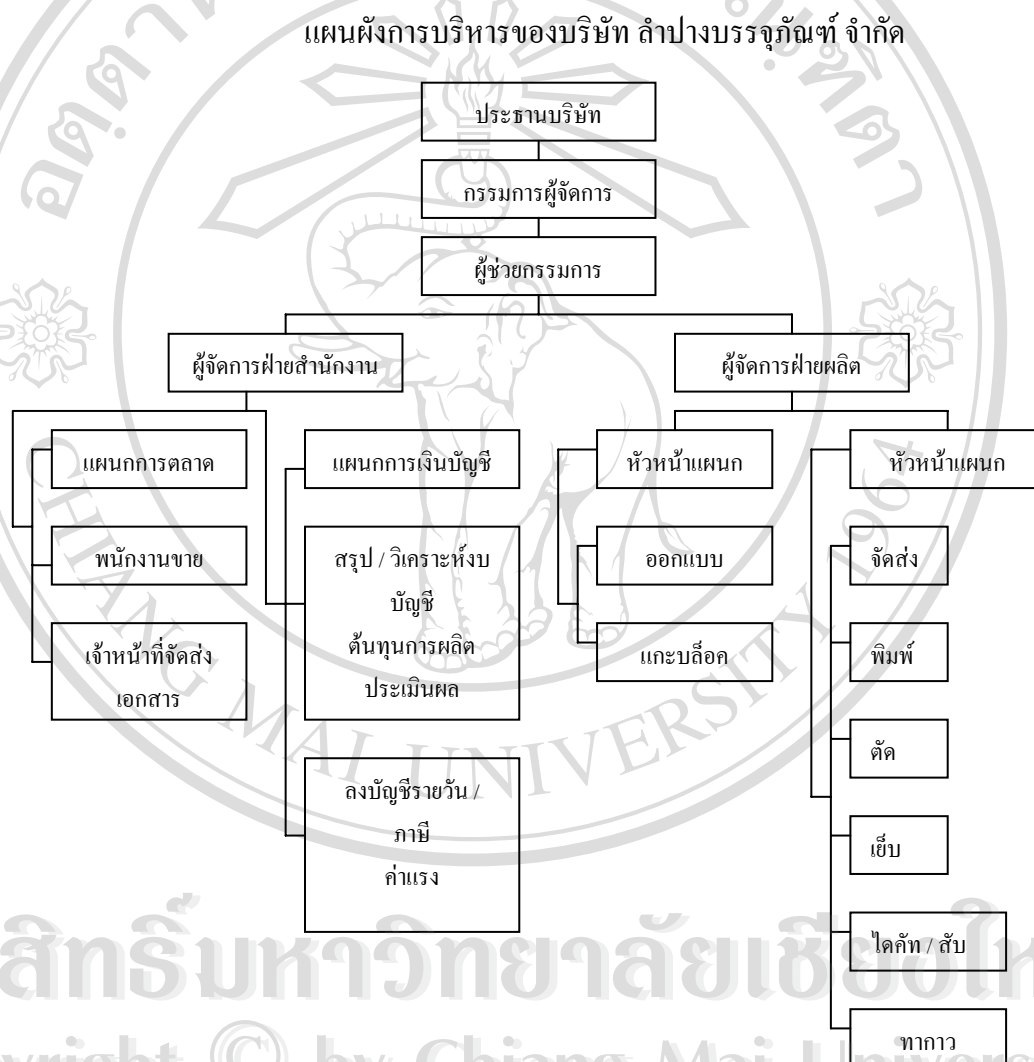 แผนผังการบริหารของบริษัท ลำปางบรรจุภัณฑ์ จำกัด
ประธานบริษัท
กรรมการผู้จัดการ
ผู้ช่วยกรรมการ
ผู้จัดการฝ่ายสำนักงาน
ผู้จัดการฝ่ายผลิต
แผนกการตลาด
แผนกการเงินบัญชี
หัวหน้าแผนก
หัวหน้าแผนก
พนักงานขาย
สรุป / วิเคราะห์งบ
บัญชี
ต้นทุนการผลิต
ประเมินผล
ออกแบบ
จัดส่ง
เจ้าหน้าที่จัดส่ง
เอกสาร
แกะบล็อค
พิมพ์
ตัด
ลงบัญชีรายวัน /
ภาษี
ค่าแรง
เย็บ
ไดคัท / สับ
ทากาว
CHIANG MAI UNIVERSITY 1964